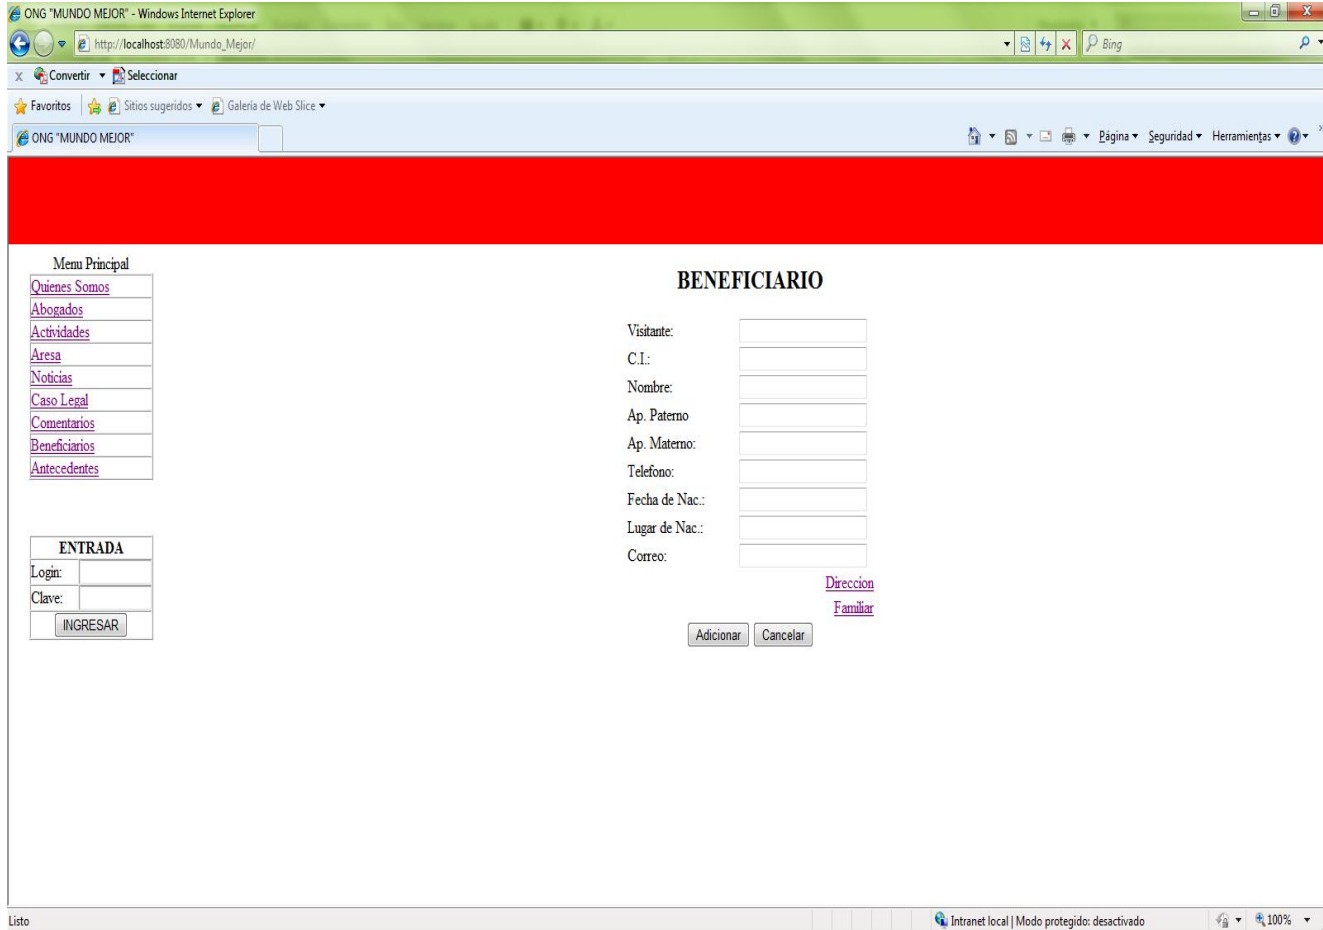 ONG "MUNDO MEJOR" - Windows Internet Explorer
http://localhost:8080/Mundo_Mejor/
Bing
x Convertir Seleccionar
Favoritos Sitios sugeridos Galería de Web Slice
ONG "MUNDO MEJOR"
Página Seguridad Herramientas
Menu Principal
Quienes Somos
Abogados
Actividades
Aresa
Noticias
Caso Legal
Comentarios
Beneficiarios
Antecedentes
ENTRADA
Login:
Clave:
INGRESAR
BENEFICIARIO
Visitante:
C.I.:
Nombre:
Ap. Paterno
Ap. Materno:
Telefono:
Fecha de Nac.:
Lugar de Nac.:
Correo:
Direccion
Familiar
Adicionar Cancelar
Listo
Intranet local | Modo protegido: desactivado
100%